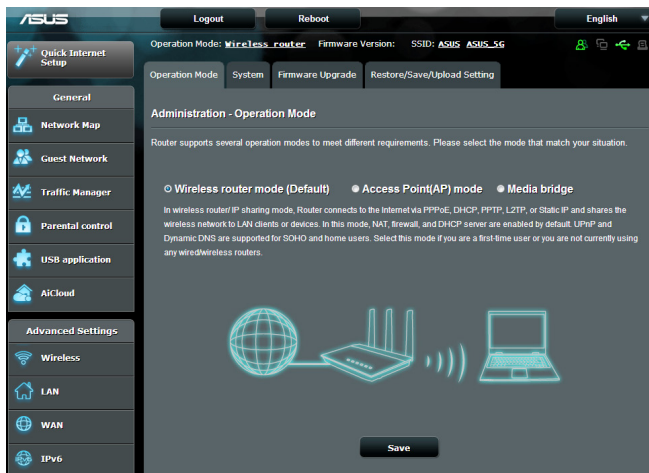 ASUS
Logout
Reboot
English
Quick Internet
Setup
Operation Mode: Wireless router Firmware Version: SSID: ASUS ASUS_5G
Operation Mode
System
Firmware Upgrade
Restore/Save/Upload Setting
General
Network Map
Guest Network
Traffic Manager
Parental control
USB application
AiCloud
Advanced Settings
Wireless
LAN
WAN
IPv6
Administration - Operation Mode
Router supports several operation modes to meet different requirements. Please select the mode that match your situation.
Wireless router mode (Default) Access Point(AP) mode Media bridge
In wireless router/ IP sharing mode, Router connects to the Internet via PPPoE, DHCP, PPTP, L2TP, or Static IP and shares the
wireless network to LAN clients or devices. In this mode, NAT, firewall, and DHCP server are enabled by default. UPnP and
Dynamic DNS are supported for SOHO and home users. Select this mode if you are a first-time user or you are not currently using
any wired/wireless routers.
Save